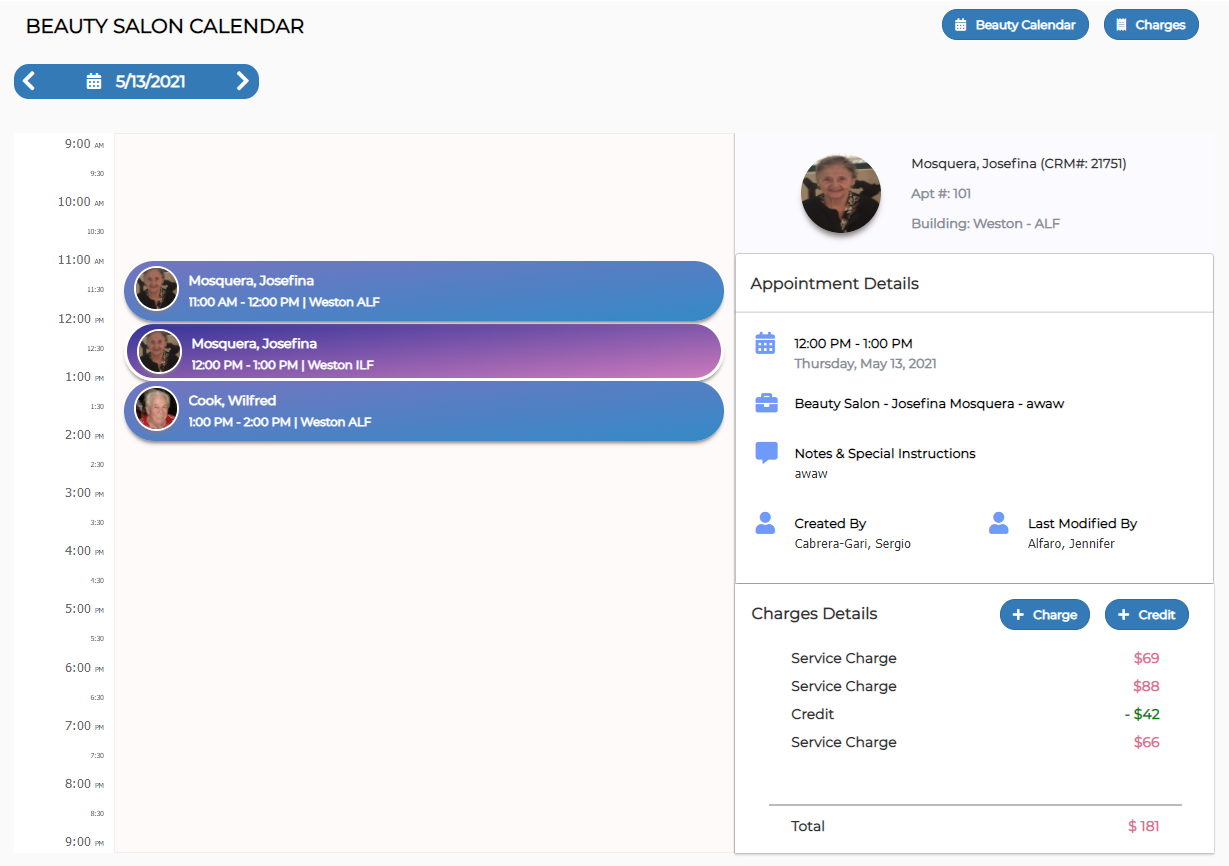 BEAUTY SALON CALENDAR
Beauty Calendar
Charges
5/13/2021
9:00 AM
9:30
10:00 AM
10:30
11:00 AM
11:30
12:00 PM
12:30
1:00 PM
1:30
2:00 PM
2:30
3:00 PM
3:30
4:00 PM
4:30
5:00 PM
5:30
6:00 PM
6:30
7:00 PM
7:30
8:00 PM
8:30
9:00 PM
Mosquera, Josefina
11:00 AM - 12:00 PM | Weston ALF
Mosquera, Josefina
12:00 PM - 1:00 PM | Weston ILF
Cook, Wilfred
1:00 PM - 2:00 PM | Weston ALF
Mosquera, Josefina (CRM#: 21751)
Apt #: 101
Building: Weston - ALF
Appointment Details
12:00 PM - 1:00 PM
Thursday, May 13, 2021
Beauty Salon - Josefina Mosquera - awaw
Notes & Special Instructions
awaw
Created By
Cabrera-Gari, Sergio
Last Modified By
Alfaro, Jennifer
Charges Details
+ Charge
+ Credit
Service Charge $69
Service Charge $88
Credit - $42
Service Charge $66
Total $ 181